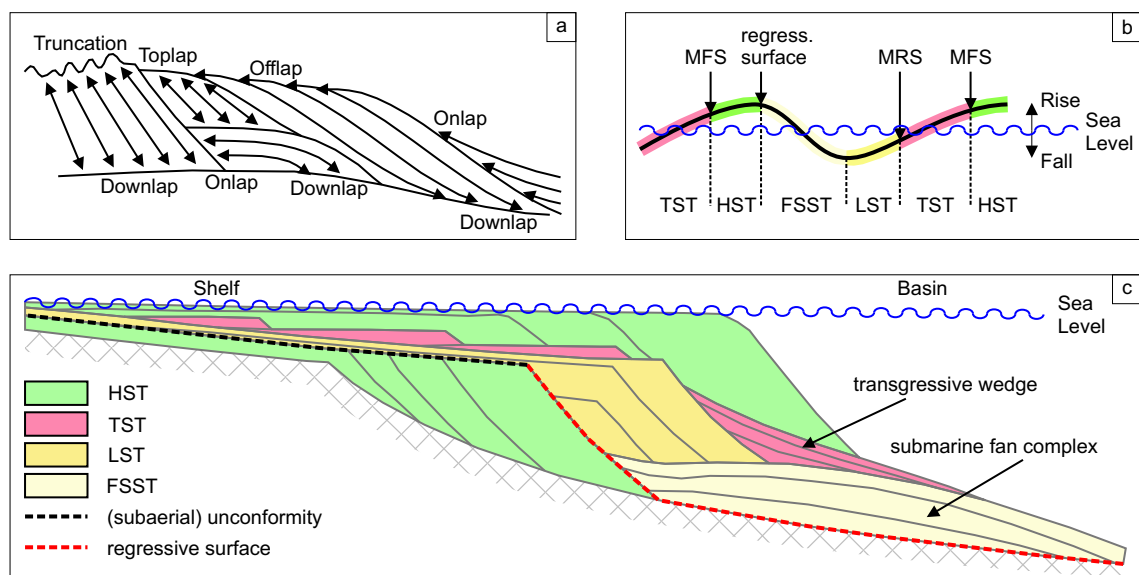 a
Truncation
Toplap
Offlap
Onlap
Downlap
Onlap
Downlap
Downlap
b
regress.
surface
MFS
MRS
MFS
Rise
Sea
Level
Fall
TST
HST
FSST
LST
TST
HST
c
Shelf
Basin
Sea
Level
transgressive wedge
submarine fan complex
HST
TST
LST
FSST
(subaerial) unconformity
regressive surface